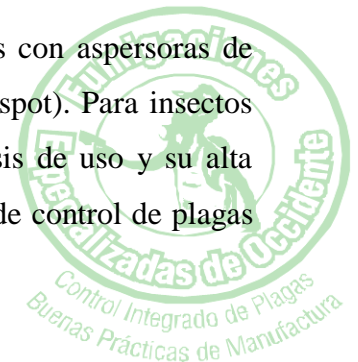 s con aspersoras de
spot). Para insectos
sis de uso y su alta
de control de plagas
Fumigaciones
Especializadas de Occidente
Control Integrado de Plagas
Buenas Prácticas de Manufactura